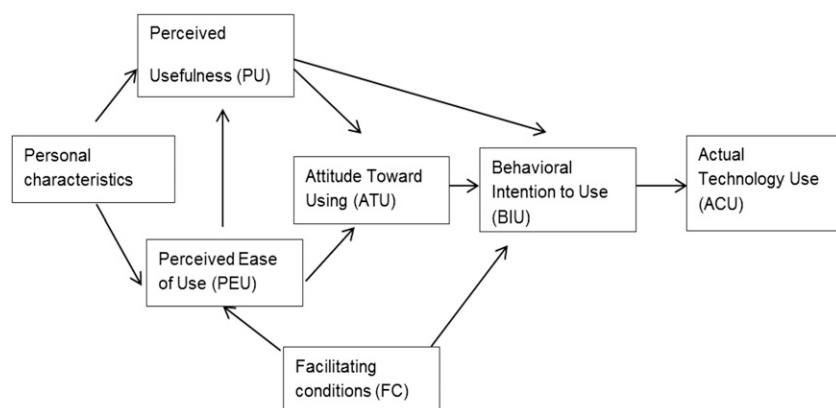 Perceived
Usefulness (PU)
Personal
characteristics
Attitude Toward
Using (ATU)
Behavioral
Intention to Use
(BIU)
Actual
Technology Use
(ACU)
Perceived Ease
of Use (PEU)
Facilitating
conditions (FC)